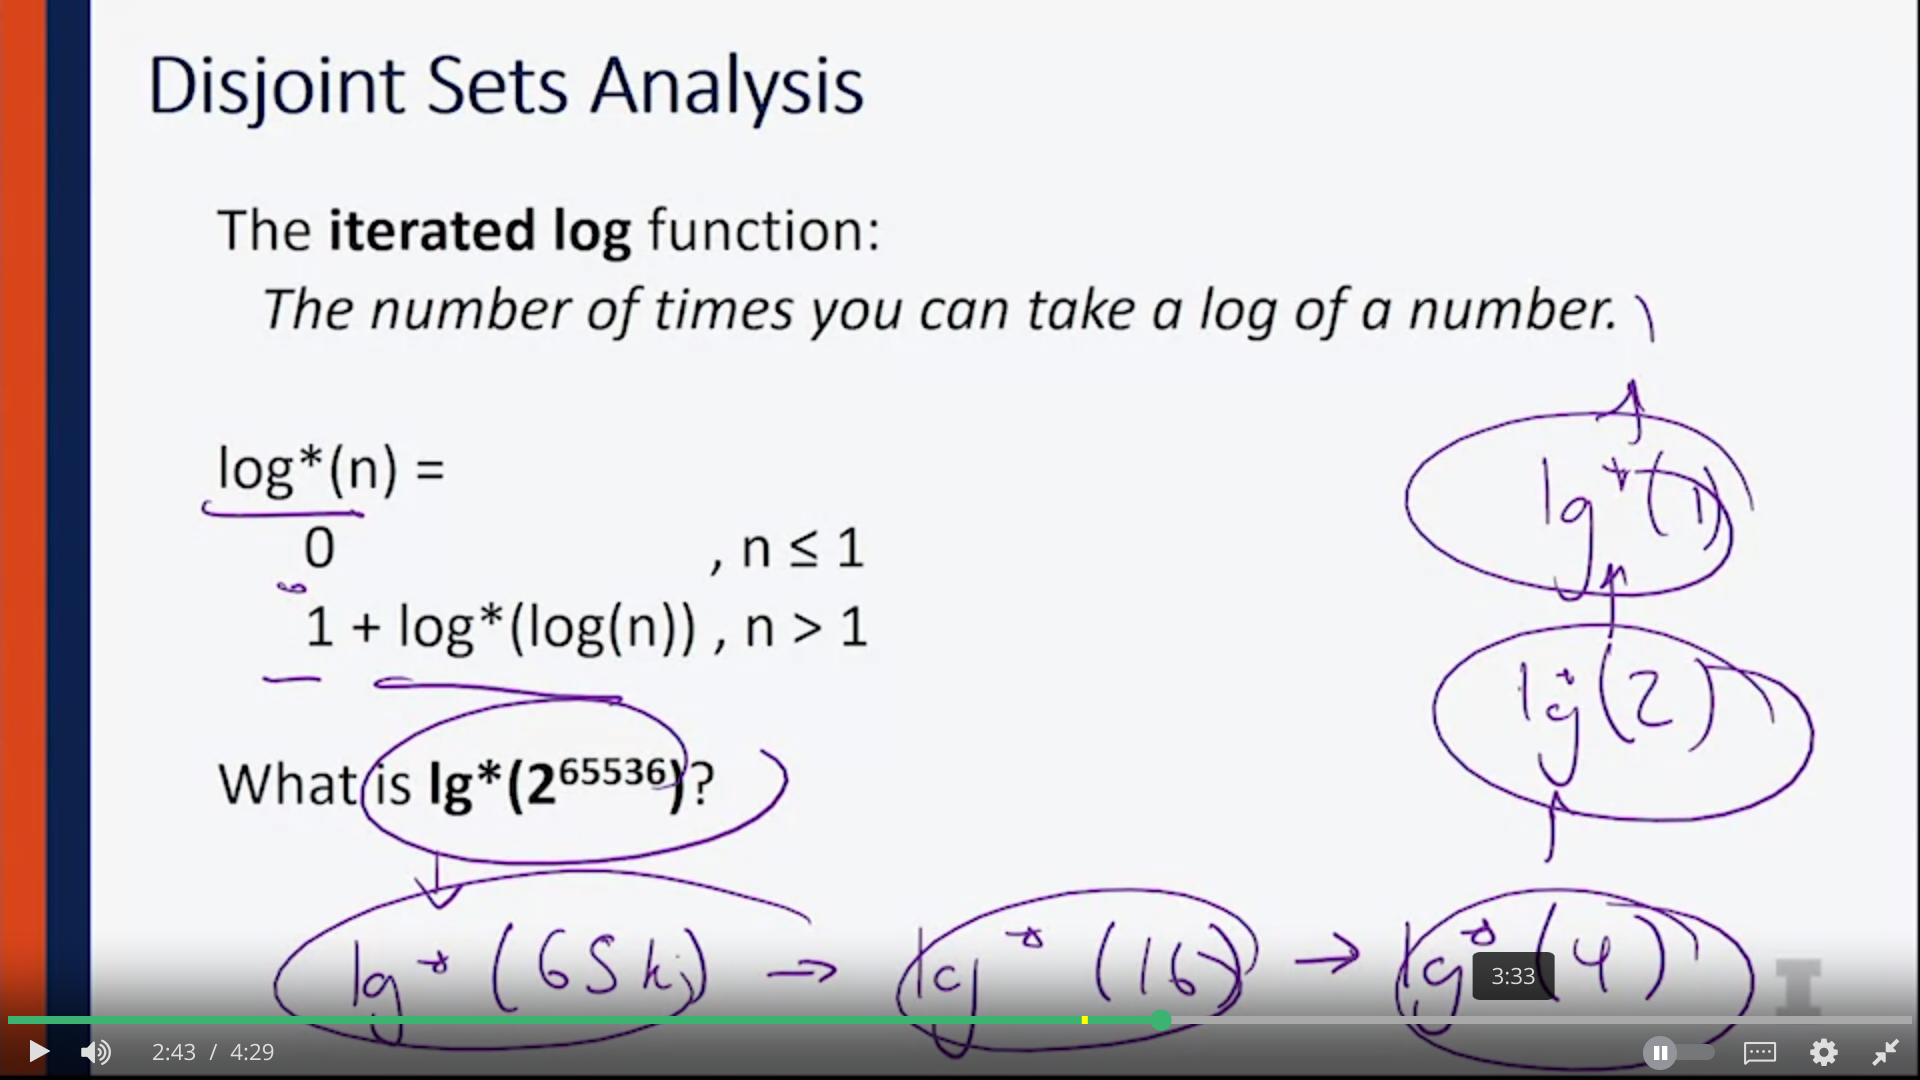 Disjoint Sets Analysis
The iterated log function:
The number of times you can take a log of a number.
log*(n) =
0 , n ≤ 1
1 + log*(log(n)) , n > 1
lg*(1)
lg*(2)
What is lg*(2^65536)?
lg* (65k) → lg* (16) → lg* (4)
3:33
2:43 / 4:29